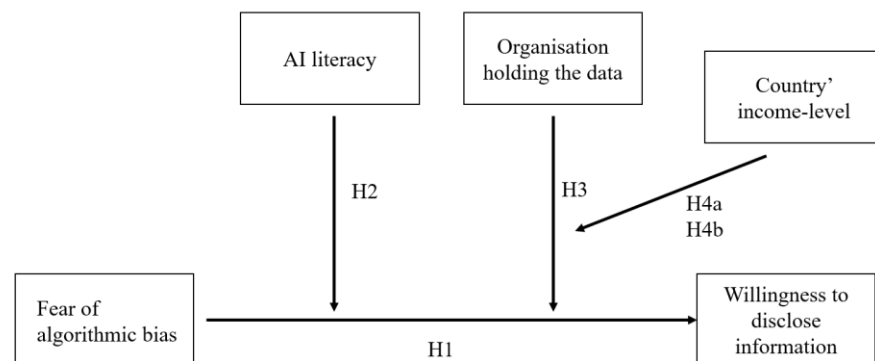 AI literacy
Organisation
holding the data
Country’
income-level
H2
H3
H4a
H4b
Fear of
algorithmic bias
H1
Willingness to
disclose
information